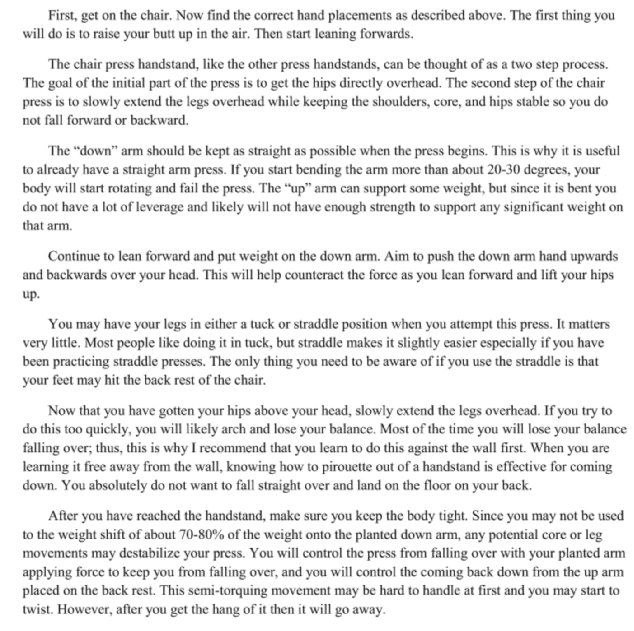 First, get on the chair. Now find the correct hand placements as described above. The first thing you
will do is to raise your butt up in the air. Then start leaning forwards.
The chair press handstand, like the other press handstands, can be thought of as a two step process.
The goal of the initial part of the press is to get the hips directly overhead. The second step of the chair
press is to slowly extend the legs overhead while keeping the shoulders, core, and hips stable so you do
not fall forward or backward.
The “down” arm should be kept as straight as possible when the press begins. This is why it is useful
to already have a straight arm press. If you start bending the arm more than about 20-30 degrees, your
body will start rotating and fail the press. The “up” arm can support some weight, but since it is bent you
do not have a lot of leverage and likely will not have enough strength to support any significant weight on
that arm.
Continue to lean forward and put weight on the down arm. Aim to push the down arm hand upwards
and backwards over your head. This will help counteract the force as you lean forward and lift your hips
up.
You may have your legs in either a tuck or straddle position when you attempt this press. It matters
very little. Most people like doing it in tuck, but straddle makes it slightly easier especially if you have
been practicing straddle presses. The only thing you need to be aware of if you use the straddle is that
your feet may hit the back rest of the chair.
Now that you have gotten your hips above your head, slowly extend the legs overhead. If you try to
do this too quickly, you will likely arch and lose your balance. Most of the time you will lose your balance
falling over; thus, this is why I recommend that you learn to do this against the wall first. When you are
learning it free away from the wall, knowing how to pirouette out of a handstand is effective for coming
down. You absolutely do not want to fall straight over and land on the floor on your back.
After you have reached the handstand, make sure you keep the body tight. Since you may not be used
to the weight shift of about 70-80% of the weight onto the planted down arm, any potential core or leg
movements may destabilize your press. You will control the press from falling over with your planted arm
applying force to keep you from falling over, and you will control the coming back down from the up arm
placed on the back rest. This semi-torquing movement may be hard to handle at first and you may start to
twist. However, after you get the hang of it then it will go away.